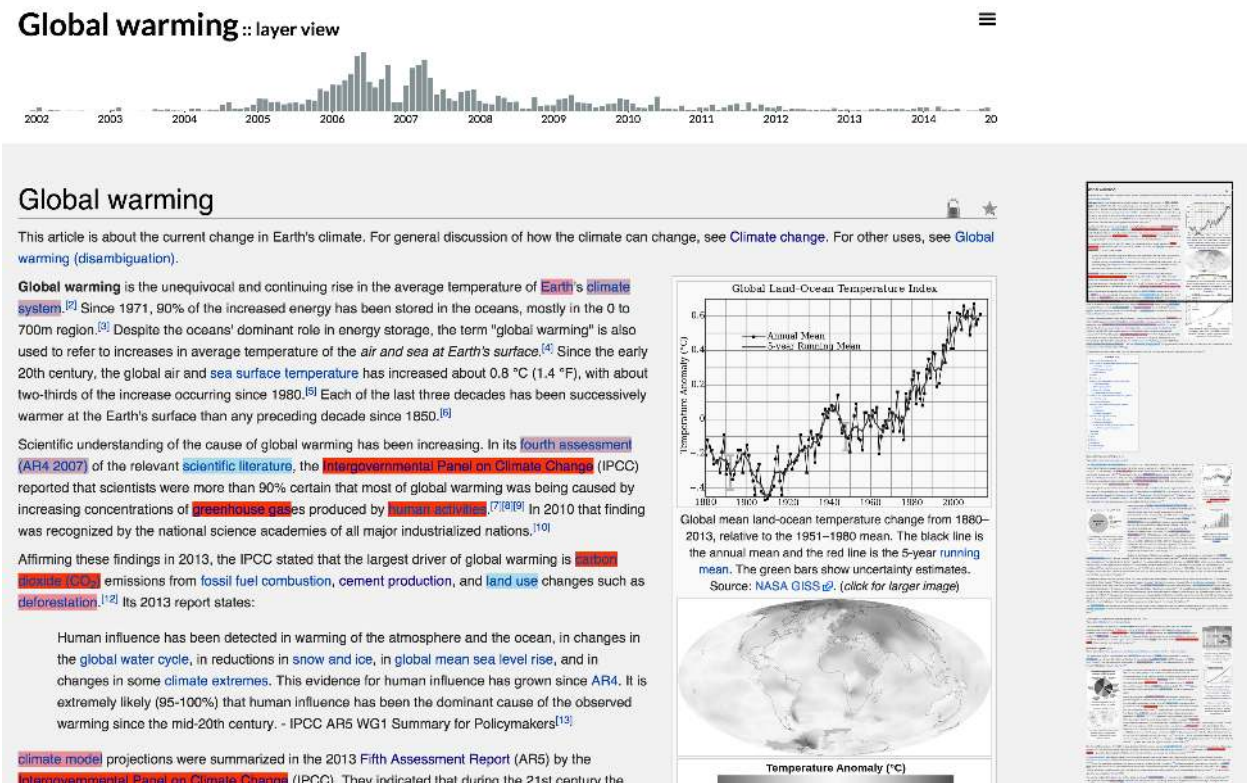 Global warming :: layer view
2002 2003 2004 2005 2006 2007 2008 2009 2010 2011 2012 2013 2014 20
Global warming
This article is about the current change in Earth's climate. For general discussion of how the climate can change, see Climate change. For other uses, see Global
warming (disambiguation).
Global warming is the unequivocal and continuing rise in the average temperature of Earth's climate
system.[2] Since 1971, 90% of the increased energy has been stored in the oceans, mostly in the 0 to
700m region.[3] Despite the oceans' dominant role in energy storage, the term "global warming" is also
used to refer to increases in average temperature of the air and sea at Earth's surface.[4] Since the early
20th century, the global air and sea surface temperature has increased about 0.8 °C (1.4 °F), with about
two-thirds of the increase occurring since 1980.[5] Each of the last three decades has been successively
warmer at the Earth's surface than any preceding decade since 1850.[6]
Scientific understanding of the cause of global warming has been increasing. In its fourth assessment
(AR4 2007) of the relevant scientific literature, the Intergovernmental Panel on Climate Change (IPCC)
reported that scientists were more than 90% certain that most of global warming was being caused by
increasing concentrations of greenhouse gases produced by human activities.[7][8][9] In 2010 that finding
was recognized by the national science academies of all major industrialized nations.[10]
Affirming these findings in 2013, the IPCC stated that the largest driver of global warming is carbon
dioxide (CO2) emissions from fossil fuel combustion, cement production, and land use changes such as
deforestation.[12] Its 2013 report states:
Human influence has been detected in warming of the atmosphere and the ocean, in changes in
the global water cycle, in reductions in snow and ice, in global mean sea level rise, and in
changes in some climate extremes. This evidence for human influence has grown since AR4. It is
extremely likely (95-100%) that human influence has been the dominant cause of the observed
warming since the mid-20th century. - IPCC AR5 WG1 Summary for Policymakers[13]
climate model projections were summarized in the 2013 Fifth Assessment Report (AR5) by the
Intergovernmental Panel on Climate Change (IPCC). They indicated that during the 21st century the
Global Land-Ocean Temperature Index
Annual Mean
5-year Running Mean
Temperature Anomaly (°C)
1900 1920 2000
Global mean land-ocean temperature change from 1880–
2013, relative to the 1951–1980 mean. The black line is
the annual mean and the red line is the 5-year running
mean. The green bars show uncertainty estimates.
Source: NASA GISS. (click for larger image)